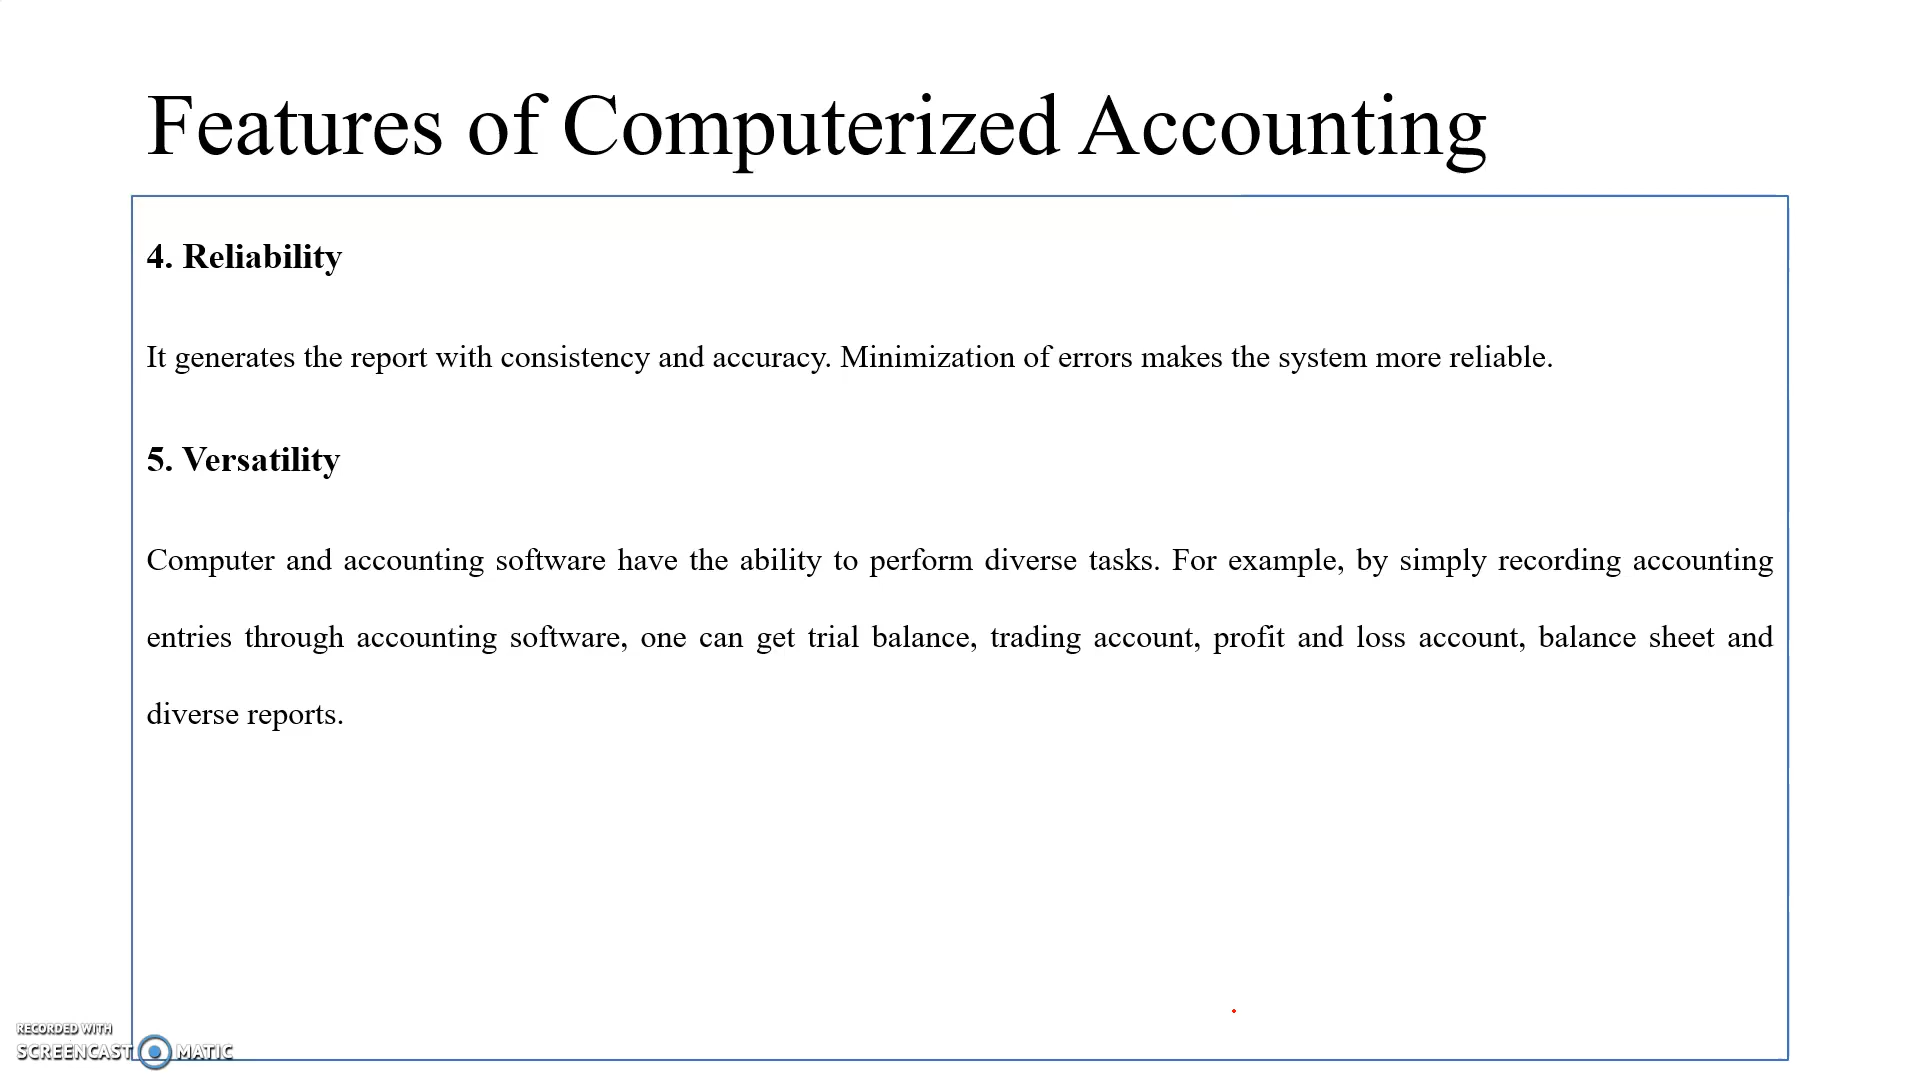 Features of Computerized Accounting
4. Reliability
It generates the report with consistency and accuracy. Minimization of errors makes the system more reliable.
5. Versatility
Computer and accounting software have the ability to perform diverse tasks. For example, by simply recording accounting
entries through accounting software, one can get trial balance, trading account, profit and loss account, balance sheet and
diverse reports.
RECORDED WITH
SCREENCAST MATIC